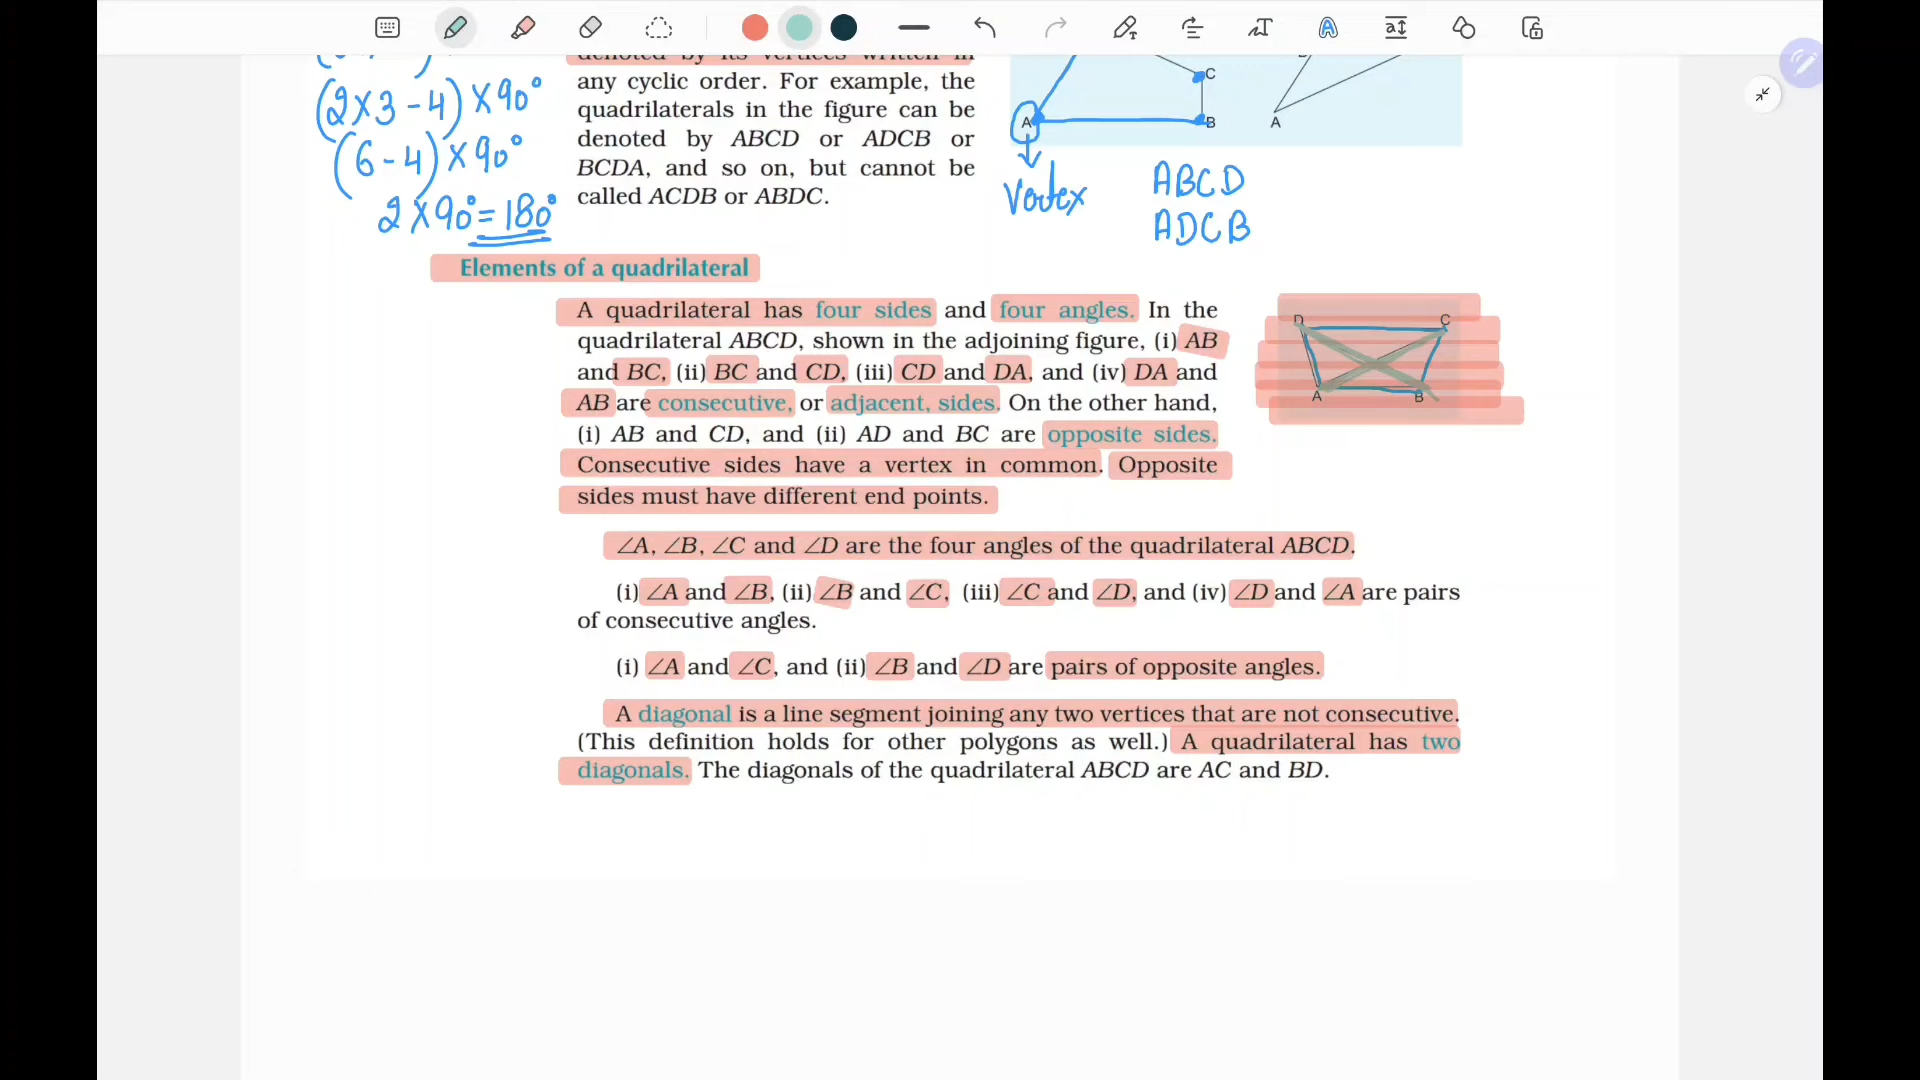 (2×3-4)×90°
(6-4)×90°
2×90°=180°
denoted by its vertices written in
any cyclic order. For example, the
quadrilaterals in the figure can be
denoted by ABCD or ADCB or
BCDA, and so on, but cannot be
called ACDB or ABDC.
C
A
B
A
Vertex
ABCD
ADCB
Elements of a quadrilateral
A quadrilateral has four sides and four angles. In the
quadrilateral ABCD, shown in the adjoining figure, (i) AB
and BC, (ii) BC and CD, (iii) CD and DA, and (iv) DA and
AB are consecutive, or adjacent, sides. On the other hand,
(i) AB and CD, and (ii) AD and BC are opposite sides.
Consecutive sides have a vertex in common. Opposite
sides must have different end points.
D
C
A
B
∠A, ∠B, ∠C and ∠D are the four angles of the quadrilateral ABCD.
(i) ∠A and ∠B, (ii) ∠B and ∠C, (iii) ∠C and ∠D, and (iv) ∠D and ∠A are pairs
of consecutive angles.
(i) ∠A and ∠C, and (ii) ∠B and ∠D are pairs of opposite angles.
A diagonal is a line segment joining any two vertices that are not consecutive.
(This definition holds for other polygons as well.) A quadrilateral has two
diagonals. The diagonals of the quadrilateral ABCD are AC and BD.